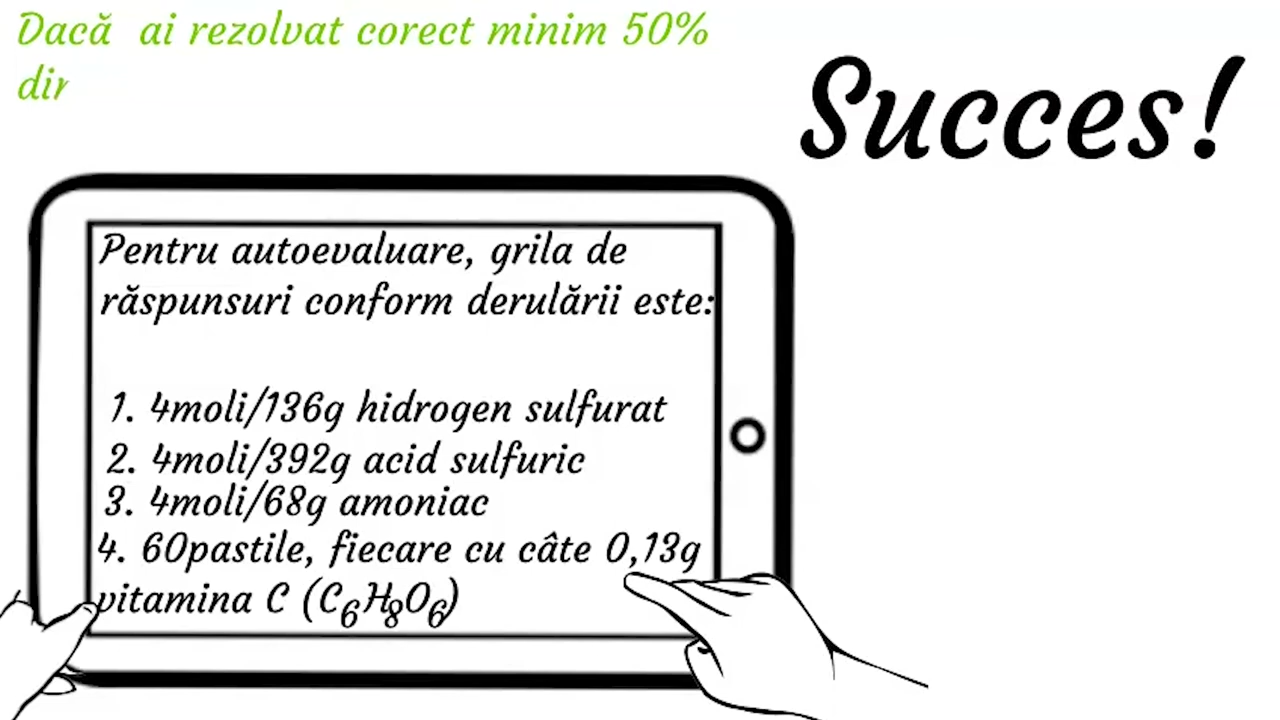 Dacă ai rezolvat corect minim 50%
dir
Succes!
Pentru autoevaluare, grila de
răspunsuri conform derulării este:
1. 4moli/136g hidrogen sulfurat
2. 4moli/392g acid sulfuric
3. 4moli/68g amoniac
4. 60pastile, fiecare cu câte 0,13g
vitamina C (C₆H₈O₆)